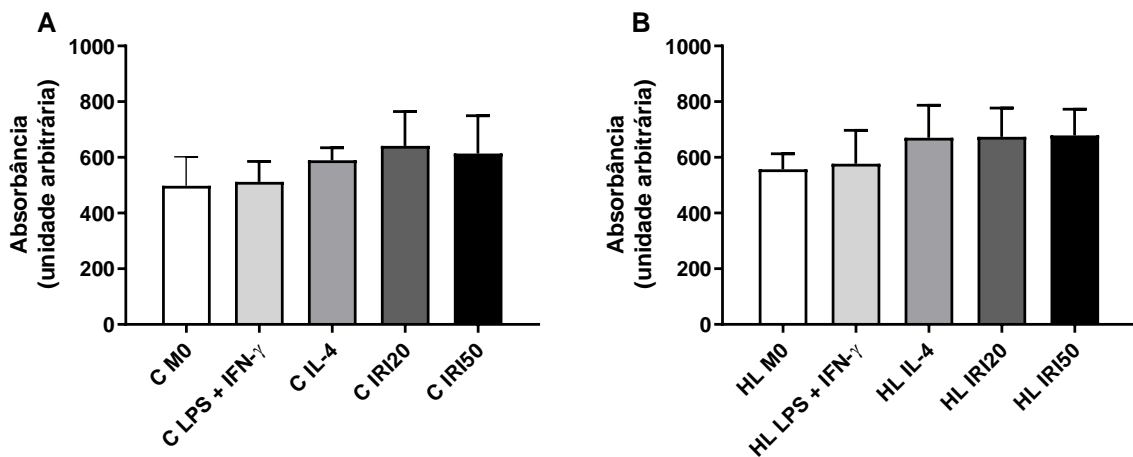 A
Absorbância
(unidade arbitrária)
1000
800
600
400
200
0
C M0
C LPS + IFN-γ
C IL-4
C IRI20
C IRI50
B
Absorbância
(unidade arbitrária)
1000
800
600
400
200
0
HL M0
HL LPS + IFN-γ
HL IL-4
HL IRI20
HL IRI50